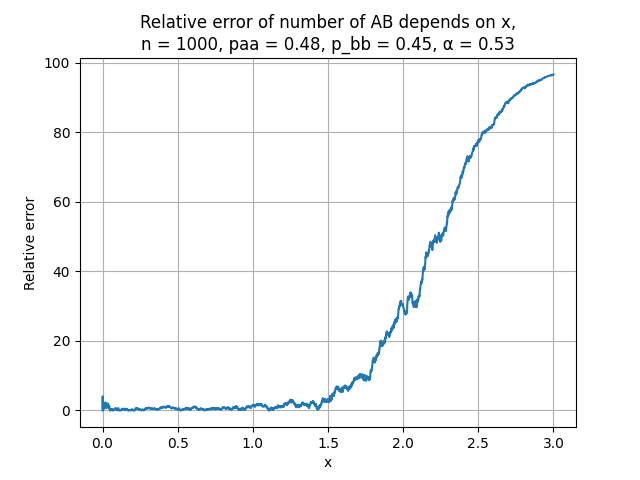 Relative error of number of AB depends on x,
n = 1000, paa = 0.48, p_bb = 0.45, α = 0.53
Relative error
100
80
60
40
20
0
0.0 0.5 1.0 1.5 2.0 2.5 3.0
x